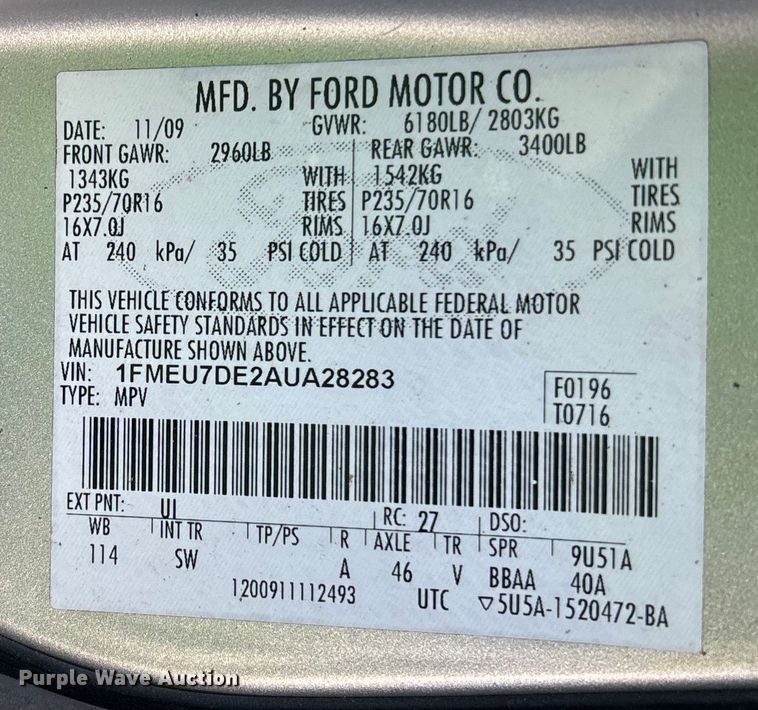 MFD. BY FORD MOTOR CO.
DATE: 11/09 GVWR: 6180LB/ 2803KG
FRONT GAWR: 2960LB REAR GAWR: 3400LB
1343KG WITH 1542KG WITH
P235/70R16 TIRES P235/70R16 TIRES
16X7.0J RIMS 16X7.0J RIMS
AT 240 kPa/ 35 PSI COLD AT 240 kPa/ 35 PSI COLD
THIS VEHICLE CONFORMS TO ALL APPLICABLE FEDERAL MOTOR
VEHICLE SAFETY STANDARDS IN EFFECT ON THE DATE OF
MANUFACTURE SHOWN ABOVE.
VIN: 1FMEU7DE2AUA28283
TYPE: MPV
F0196
T0716
EXT PNT: UI RC: 27 DSO:
WB INT TR TP/PS R AXLE TR SPR 9U51A
114 SW A 46 V BBAA 40A
1200911112493 UTC ▽5U5A-1520472-BA
Purple Wave Auction